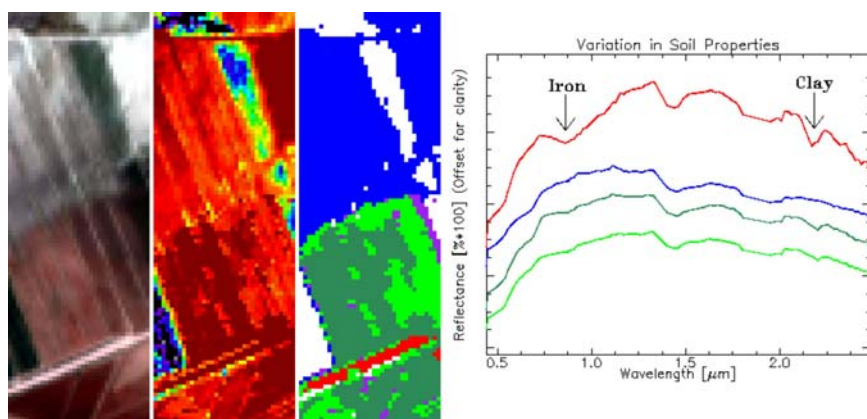 Variation in Soil Properties
Iron
Clay
Reflectance [%*100] (Offset for clarity)
0.5 1.0 1.5 2.0
Wavelength [μm]